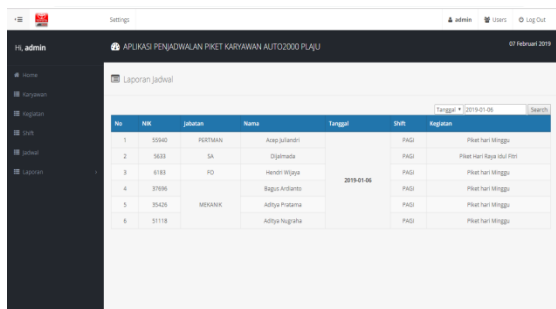 Settings
admin
Users
Log Out
Hi, admin
APLIKASI PENJADWALAN PIKET KARYAWAN AUTO2000 PLAJU
07 Februari 2019
Home
Karyawan
Kegiatan
Shift
Jadwal
Laporan
Laporan Jadwal
Tanggal 2019-01-06 Search
No NIK Jabatan Nama Tanggal Shift Kegiatan
1 55940 PERTMAN Acep Juliandri PAGI Piket hari Minggu
2 5633 SA Djalmada PAGI Piket Hari Raya Idul Fitri
3 6183 FO Hendri Wijaya PAGI Piket hari Minggu
2019-01-06
4 37696 Bagus Ardianto PAGI Piket hari Minggu
5 35426 MEKANIK Aditya Pratama PAGI Piket hari Minggu
6 51118 Aditya Nugraha PAGI Piket hari Minggu